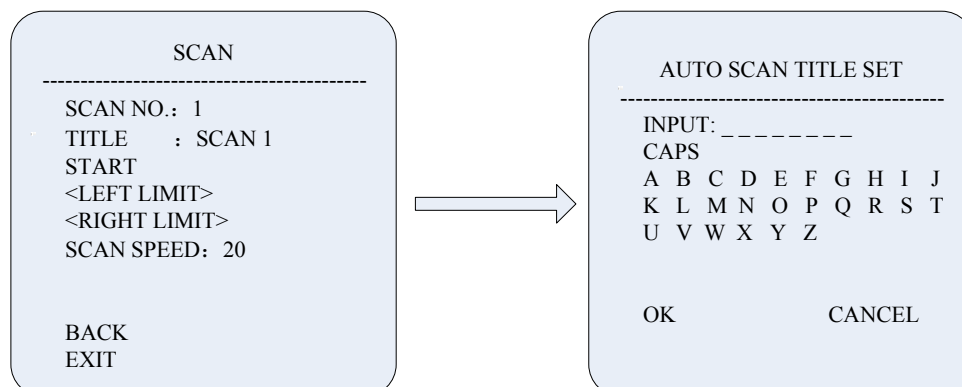 SCAN
SCAN NO.：1
TITLE ：SCAN 1
START
<LEFT LIMIT>
<RIGHT LIMIT>
SCAN SPEED：20
BACK
EXIT
AUTO SCAN TITLE SET
INPUT: _ _ _ _ _ _ _ _
CAPS
A B C D E F G H I J
K L M N O P Q R S T
U V W X Y Z
OK CANCEL